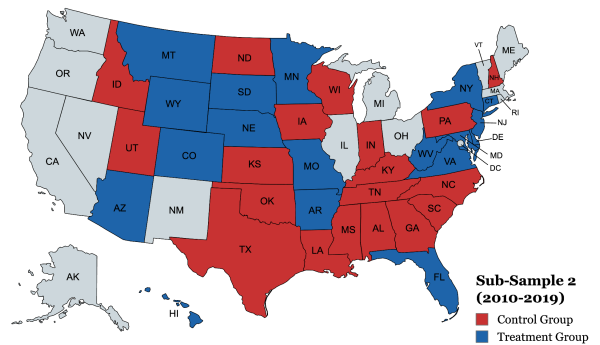 WA
VT
ME
MT
ND
MN
OR
ID
WI
NH
SD
NY
MA
WY
MI
CT
RI
IA
PA
NJ
NE
NV
OH
DE
UT
IL
IN
MD
CO
WV
CA
KS
MO
VA
DC
KY
NC
TN
AZ
OK
NM
AR
SC
MS
AL
GA
TX
LA
AK
FL
HI
Sub-Sample 2
(2010-2019)
Control Group
Treatment Group